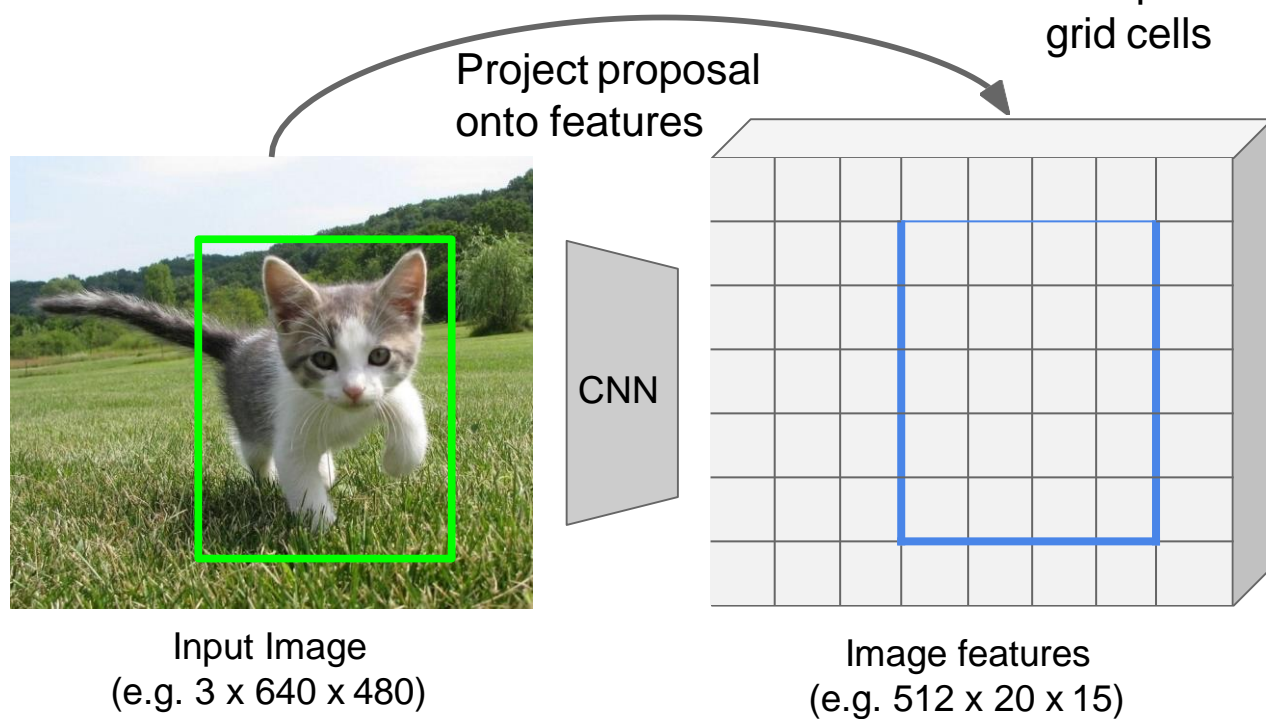 grid cells
Project proposal
onto features
CNN
Input Image
(e.g. 3 x 640 x 480)
Image features
(e.g. 512 x 20 x 15)